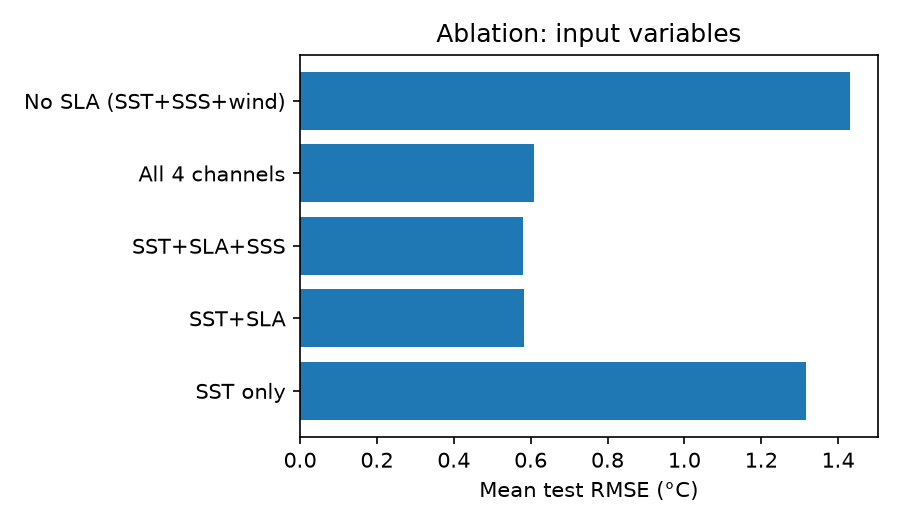 Ablation: input variables
No SLA (SST+SSS+wind)
All 4 channels
SST+SLA+SSS
SST+SLA
SST only
0.0 0.2 0.4 0.6 0.8 1.0 1.2 1.4
Mean test RMSE (°C)